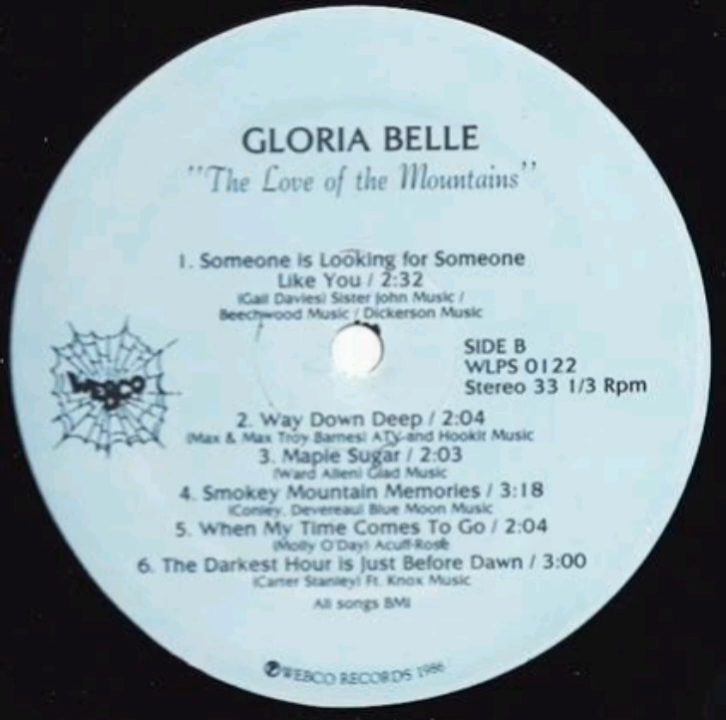 GLORIA BELLE
"The Love of the Mountains"
1. Someone is Looking for Someone
Like You / 2:32
(Gail Davies) Sister John Music /
Beechwood Music / Dickerson Music
WEBCO
SIDE B
WLPS 0122
Stereo 33 1/3 Rpm
2. Way Down Deep / 2:04
(Max & Max Troy Barnes) ATV and Hookit Music
3. Maple Sugar / 2:03
(Ward Allen) Glad Music
4. Smokey Mountain Memories / 3:18
(Conley, Devereau) Blue Moon Music
5. When My Time Comes To Go / 2:04
(Molly O'Day) Acuff-Rose
6. The Darkest Hour is Just Before Dawn / 3:00
(Carter Stanley) Ft. Knox Music
All songs BMI
℗ WEBCO RECORDS 1986